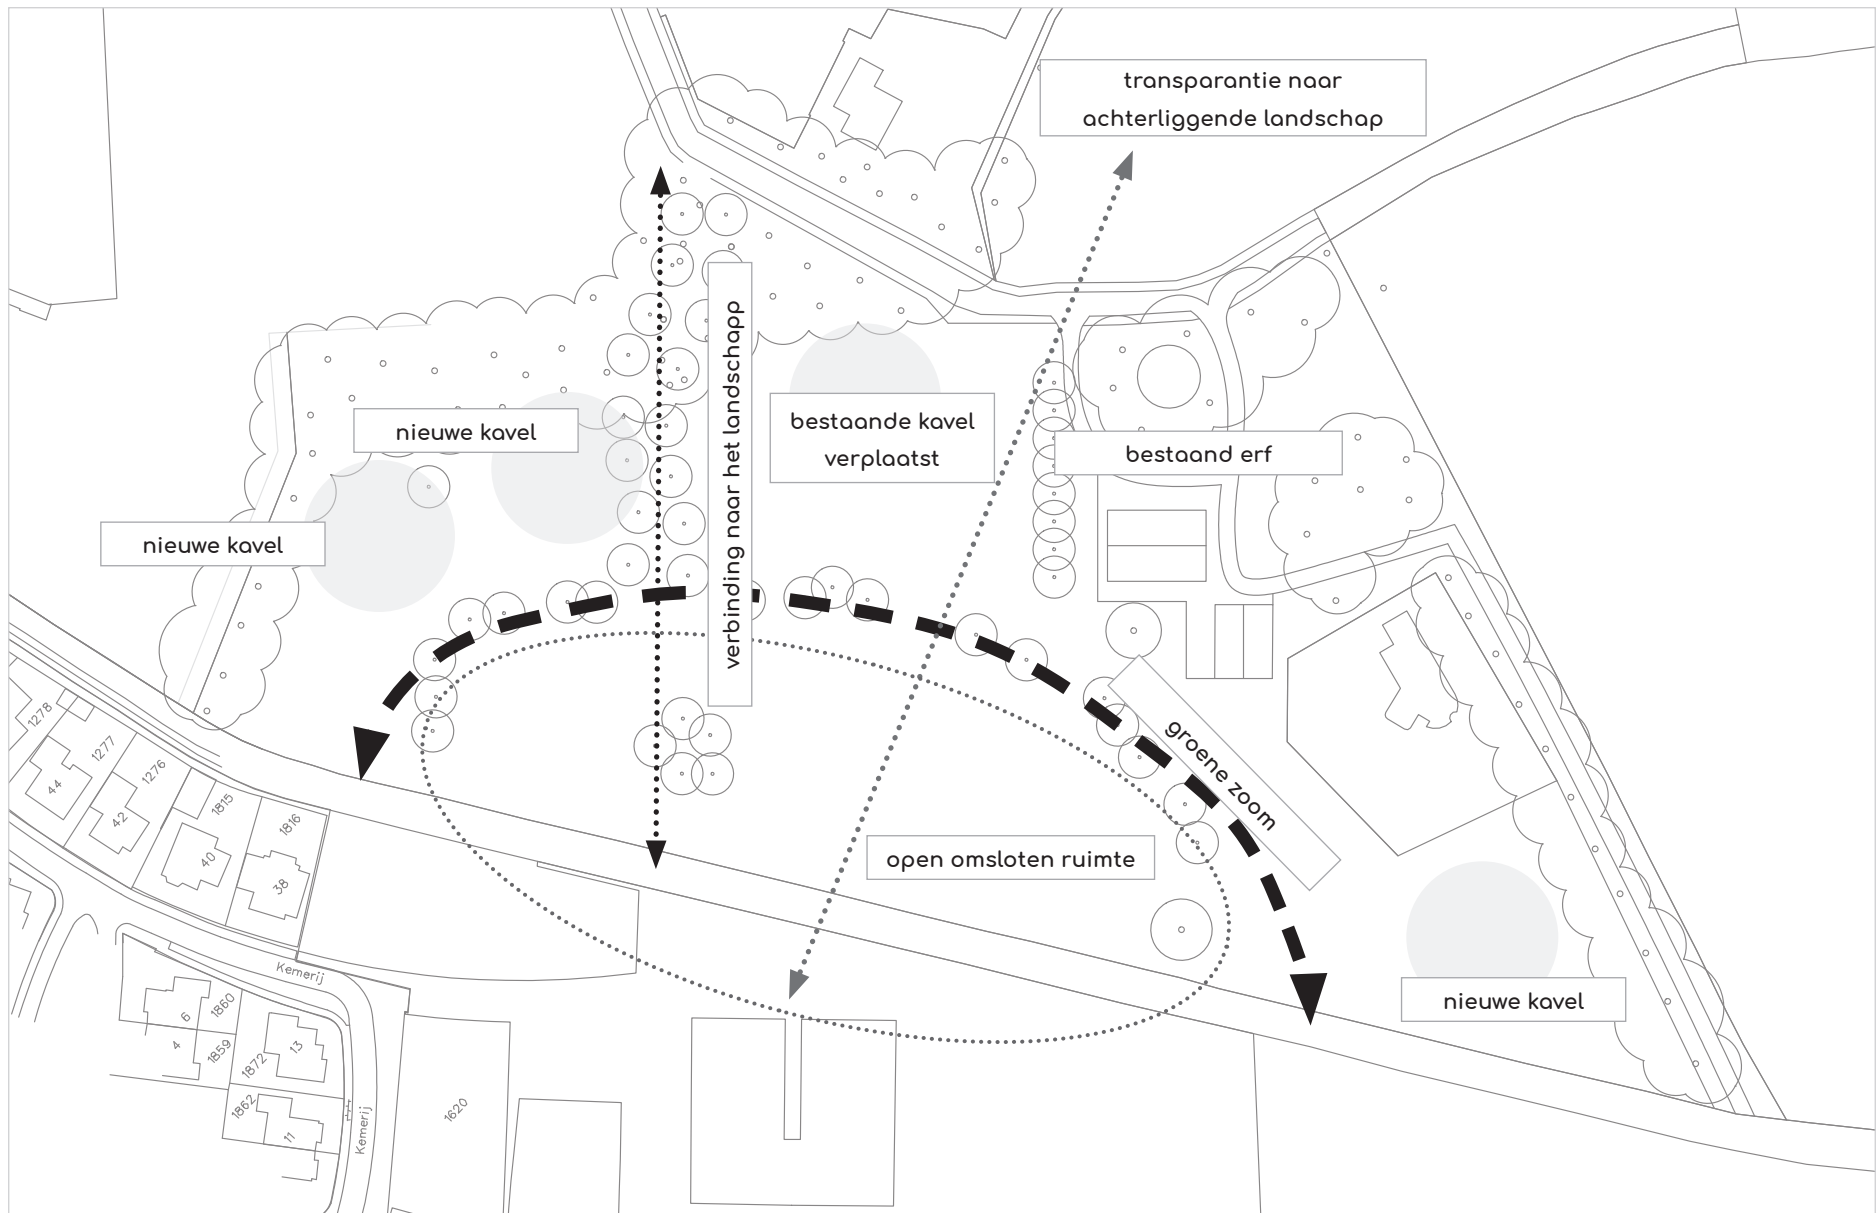 transparantie naar
achterliggende landschap
verbinding naar het landschapp
nieuwe kavel
bestaande kavel
verplaatst
bestaand erf
nieuwe kavel
groene zoom
open omsloten ruimte
nieuwe kavel
1278
1277
1276
1815
1816
44
42
40
38
Kemerij
6
1860
4
1859
1872
13
1862
11
Kemerij
1620